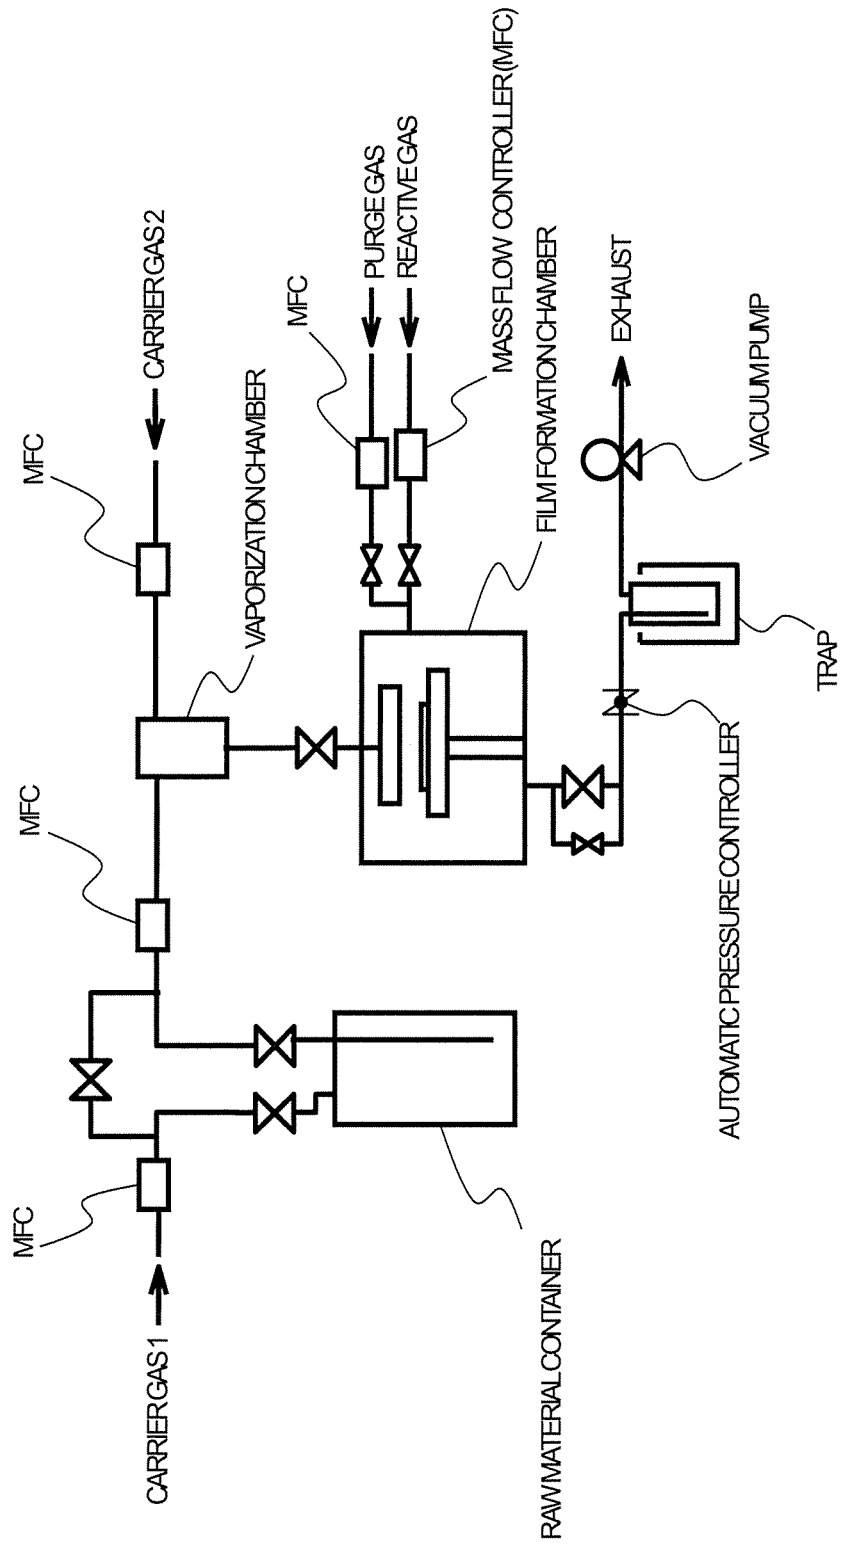 MFC
MFC
MFC
CARRIER GAS 1
CARRIER GAS 2
VAPORIZATION CHAMBER
MFC
PURGE GAS
REACTIVE GAS
MASS FLOW CONTROLLER (MFC)
RAW MATERIAL CONTAINER
FILM FORMATION CHAMBER
EXHAUST
AUTOMATIC PRESSURE CONTROLLER
VACUUM PUMP
TRAP